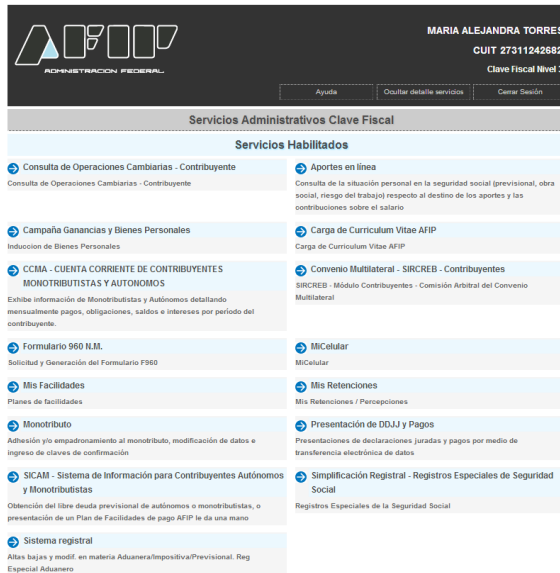 AFIP
ADMINISTRACION FEDERAL
MARIA ALEJANDRA TORRES
CUIT 27311242682
Clave Fiscal Nivel 3
Ayuda
Ocultar detalle servicios
Cerrar Sesión
Servicios Administrativos Clave Fiscal
Servicios Habilitados
Consulta de Operaciones Cambiarias - Contribuyente
Consulta de Operaciones Cambiarias - Contribuyente
Aportes en línea
Consulta de la situación personal en la seguridad social (previsional, obra
social, riesgo del trabajo) respecto al destino de los aportes y las
contribuciones sobre el salario
Campaña Ganancias y Bienes Personales
Induccion de Bienes Personales
Carga de Curriculum Vitae AFIP
Carga de Curriculum Vitae AFIP
CCMA - CUENTA CORRIENTE DE CONTRIBUYENTES
MONOTRIBUTISTAS Y AUTONOMOS
Exhibe información de Monotributistas y Autónomos detallando
mensualmente pagos, obligaciones, saldos e intereses por período del
contribuyente.
Convenio Multilateral - SIRCREB - Contribuyentes
SIRCREB - Módulo Contribuyentes - Comisión Arbitral del Convenio
Multilateral
Formulario 960 N.M.
Solicitud y Generación del Formulario F960
MiCelular
MiCelular
Mis Facilidades
Planes de facilidades
Mis Retenciones
Mis Retenciones / Percepciones
Monotributo
Adhesión y/o empadronamiento al monotributo, modificación de datos e
ingreso de claves de confirmación
Presentación de DDJJ y Pagos
Presentaciones de declaraciones juradas y pagos por medio de
transferencia electrónica de datos
SICAM - Sistema de Información para Contribuyentes Autónomos
y Monotributistas
Obtención del libre deuda previsional de autónomos o monotributistas, o
presentación de un Plan de Facilidades de pago AFIP le da una mano
Simplificación Registral - Registros Especiales de Seguridad
Social
Registros Especiales de la Seguridad Social
Sistema registral
Altas bajas y modif. en materia Aduanera/Impositiva/Previsional. Reg
Especial Aduanero